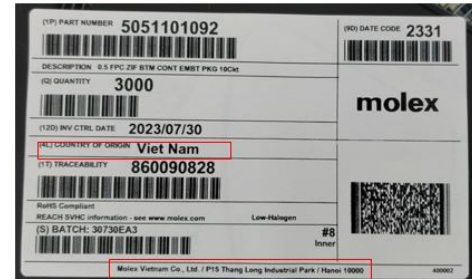 (1P) PART NUMBER 5051101092
(9D) DATE CODE 2331
DESCRIPTION 0.5 FPC ZIF BTM CONT EMBT PKG 10Ckt
(Q) QUANTITY 3000
molex
(12D) INV CTRL DATE 2023/07/30
(4L) COUNTRY OF ORIGIN Viet Nam
(1T) TRACEABILITY 860090828
RoHS Compliant
REACH SVHC information - see www.molex.com Low-Halogen
(S) BATCH: 30730EA3 #8
Inner
Molex Vietnam Co., Ltd. / P15 Thang Long Industrial Park / Hanoi 10000